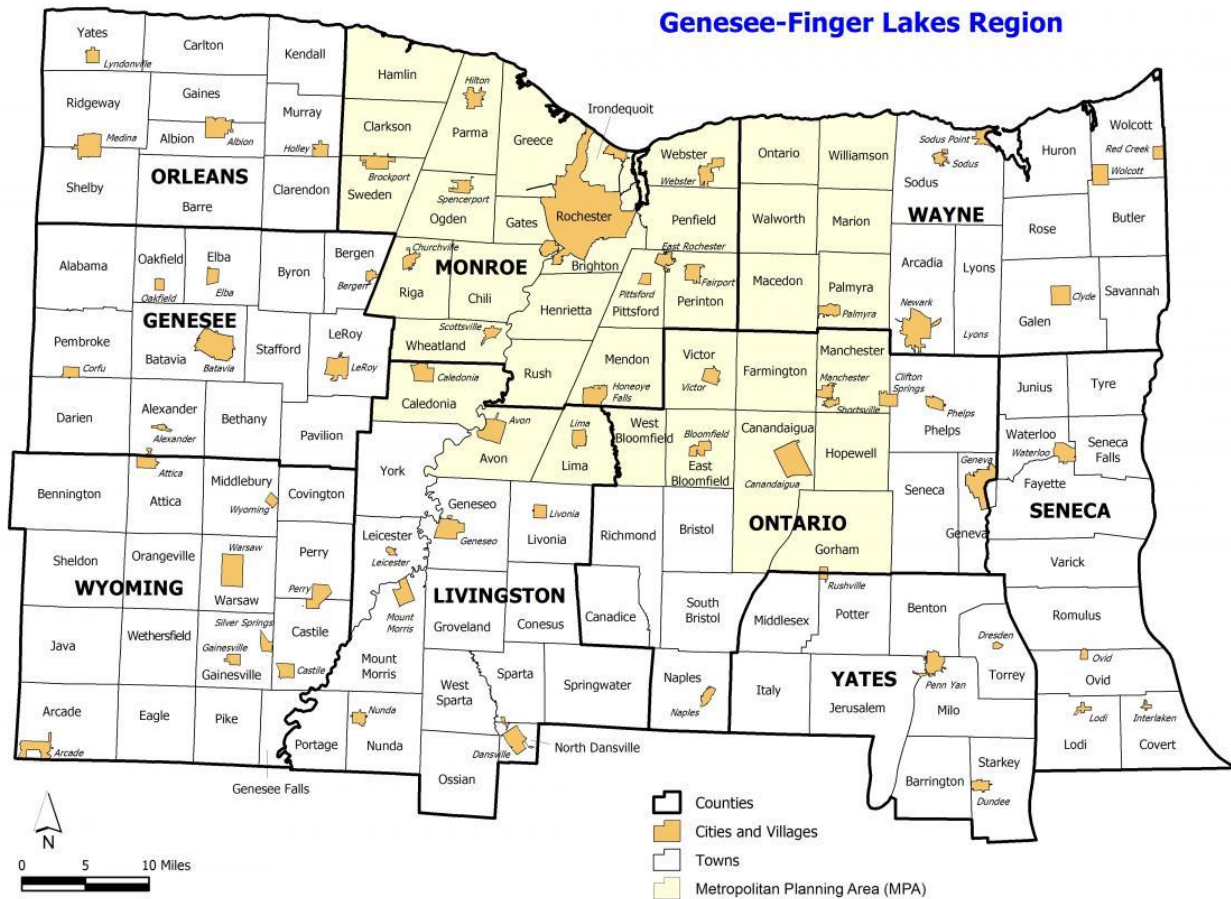 Genesee-Finger Lakes Region
Yates
Lyndonville
Carlton
Kendall
Ridgeway
Medina
Gaines
Albion
Albion
Murray
Holley
Shelby
ORLEANS
Barre
Clarendon
Hamlin
Hilton
Parma
Greece
Irondequoit
Clarkson
Brockport
Sweden
Spencerport
Ogden
Gates
Rochester
Webster
Webster
Penfield
East Rochester
Brighton
Churchville
MONROE
Riga
Chili
Henrietta
Pittsford
Pittsford
Fairport
Perinton
Scottsville
Wheatland
Rush
Mendon
Honeoye
Falls
Ontario
Williamson
Sodus Point
Sodus
Sodus
Huron
Wolcott
Red Creek
Wolcott
Walworth
Marion
WAYNE
Rose
Butler
Macedon
Palmyra
Palmyra
Arcadia
Newark
Lyons
Lyons
Clyde
Galen
Savannah
Alabama
Oakfield
Oakfield
Elba
Elba
Byron
Bergen
Bergen
GENESEE
Pembroke
Corfu
Batavia
Batavia
Stafford
LeRoy
LeRoy
Darien
Alexander
Alexander
Bethany
Pavilion
Caledonia
Caledonia
Avon
Avon
Lima
Lima
Victor
Victor
Farmington
Manchester
Manchester
Shortsville
Clifton
Springs
Phelps
Phelps
West
Bloomfield
Bloomfield
East
Bloomfield
Canandaigua
Canandaigua
Hopewell
Seneca
Geneva
Geneva
Junius
Tyre
Waterloo
Waterloo
Seneca
Falls
Fayette
SENECA
Varick
Romulus
Ovid
Ovid
Lodi
Lodi
Interlaken
Covert
Attica
Attica
Bennington
Middlebury
Wyoming
Covington
Sheldon
Orangeville
Warsaw
Warsaw
Perry
Perry
WYOMING
Java
Wethersfield
Silver Springs
Gainesville
Gainesville
Castile
Castile
Arcade
Arcade
Eagle
Pike
Genesee Falls
York
Leicester
Leicester
Geneseo
Geneseo
Livonia
Livonia
Mount
Morris
LIVINGSTON
Groveland
Conesus
Mount
Morris
West
Sparta
Sparta
Springwater
Portage
Nunda
Nunda
Ossian
Dansville
North Dansville
Richmond
Bristol
ONTARIO
Gorham
Rushville
Canadice
South
Bristol
Naples
Naples
Middlesex
Potter
Benton
Dresden
Torrey
Italy
YATES
Jerusalem
Penn Yan
Milo
Barrington
Starkey
Dundee
N
0 5 10 Miles
Counties
Cities and Villages
Towns
Metropolitan Planning Area (MPA)